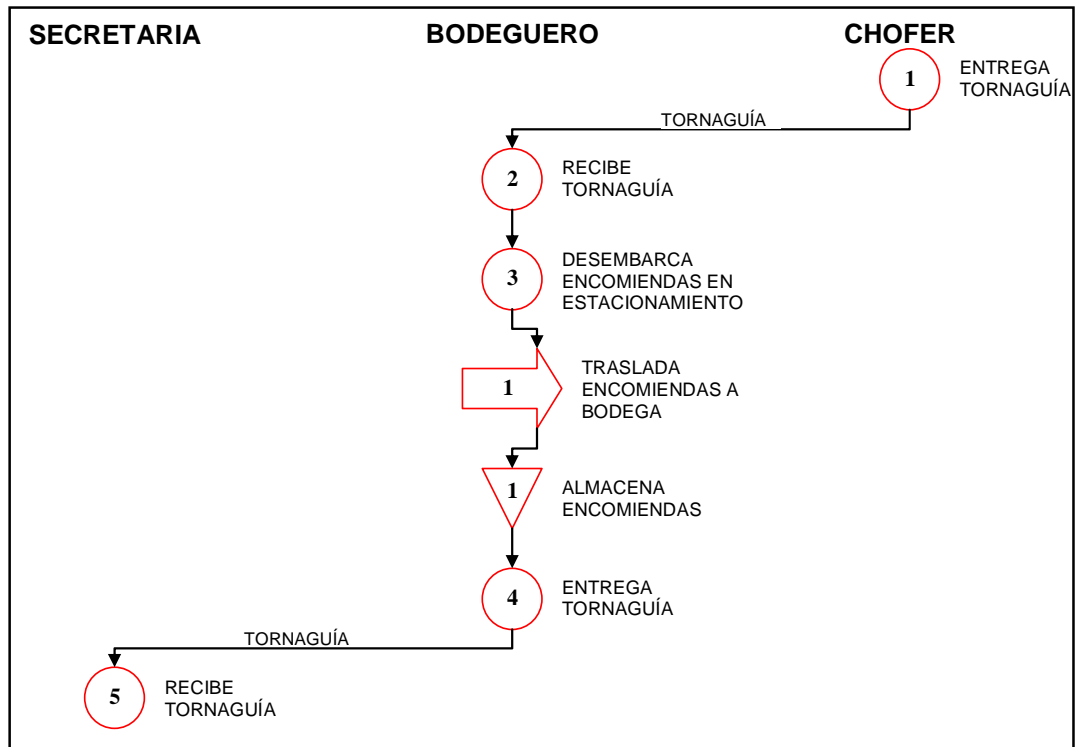 SECRETARIA
BODEGUERO
CHOFER
1
ENTREGA
TORNAGUÍA
TORNAGUÍA
2
RECIBE
TORNAGUÍA
3
DESEMBARCA
ENCOMIENDAS EN
ESTACIONAMIENTO
1
TRASLADA
ENCOMIENDAS A
BODEGA
1
ALMACENA
ENCOMIENDAS
4
ENTREGA
TORNAGUÍA
TORNAGUÍA
5
RECIBE
TORNAGUÍA